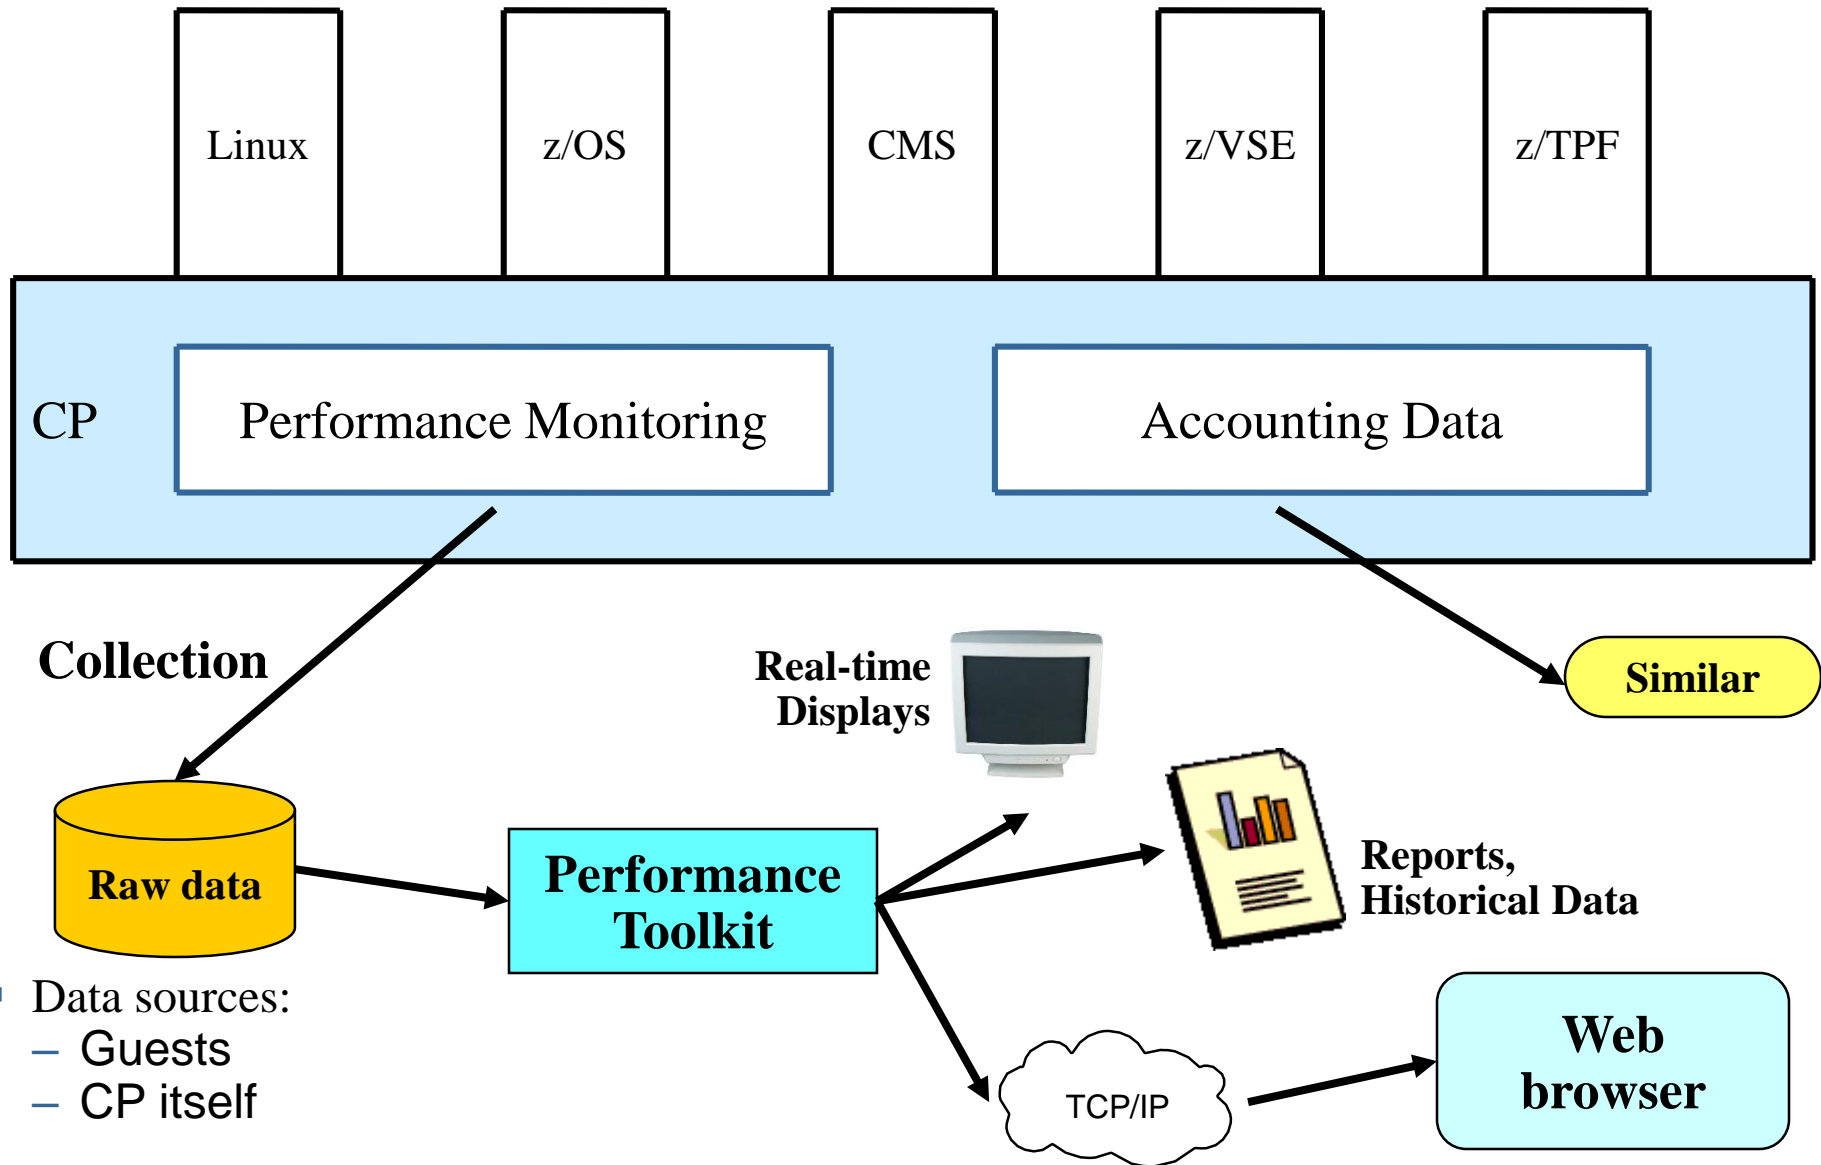 Linux
z/OS
CMS
z/VSE
z/TPF
CP
Performance Monitoring
Accounting Data
Collection
Real-time
Displays
Similar
Raw data
Performance
Toolkit
Reports,
Historical Data
Data sources:
– Guests
– CP itself
TCP/IP
Web
browser